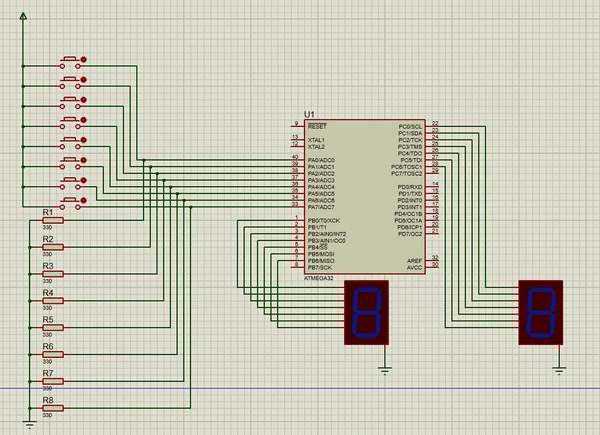 U1
9 RESET PC0/SCL 22
PC1/SDA 23
13 XTAL1 PC2/TCK 24
12 XTAL2 PC3/TMS 25
PC4/TDO 26
40 PA0/ADC0 PC5/TDI 27
39 PA1/ADC1 PC6/TOSC1 28
38 PA2/ADC2 PC7/TOSC2 29
37 PA3/ADC3
36 PA4/ADC4 PD0/RXD 14
35 PA5/ADC5 PD1/TXD 15
34 PA6/ADC6 PD2/INT0 16
33 PA7/ADC7 PD3/INT1 17
PD4/OC1B 18
1 PB0/T0/XCK PD5/OC1A 19
2 PB1/T1 PD6/ICP1 20
3 PB2/AIN0/INT2 PD7/OC2 21
4 PB3/AIN1/OC0
5 PB4/SS
6 PB5/MOSI
7 PB6/MISO AREF 32
8 PB7/SCK AVCC 30
ATMEGA32
R1
330
R2
330
R3
330
R4
330
R5
330
R6
330
R7
330
R8
330